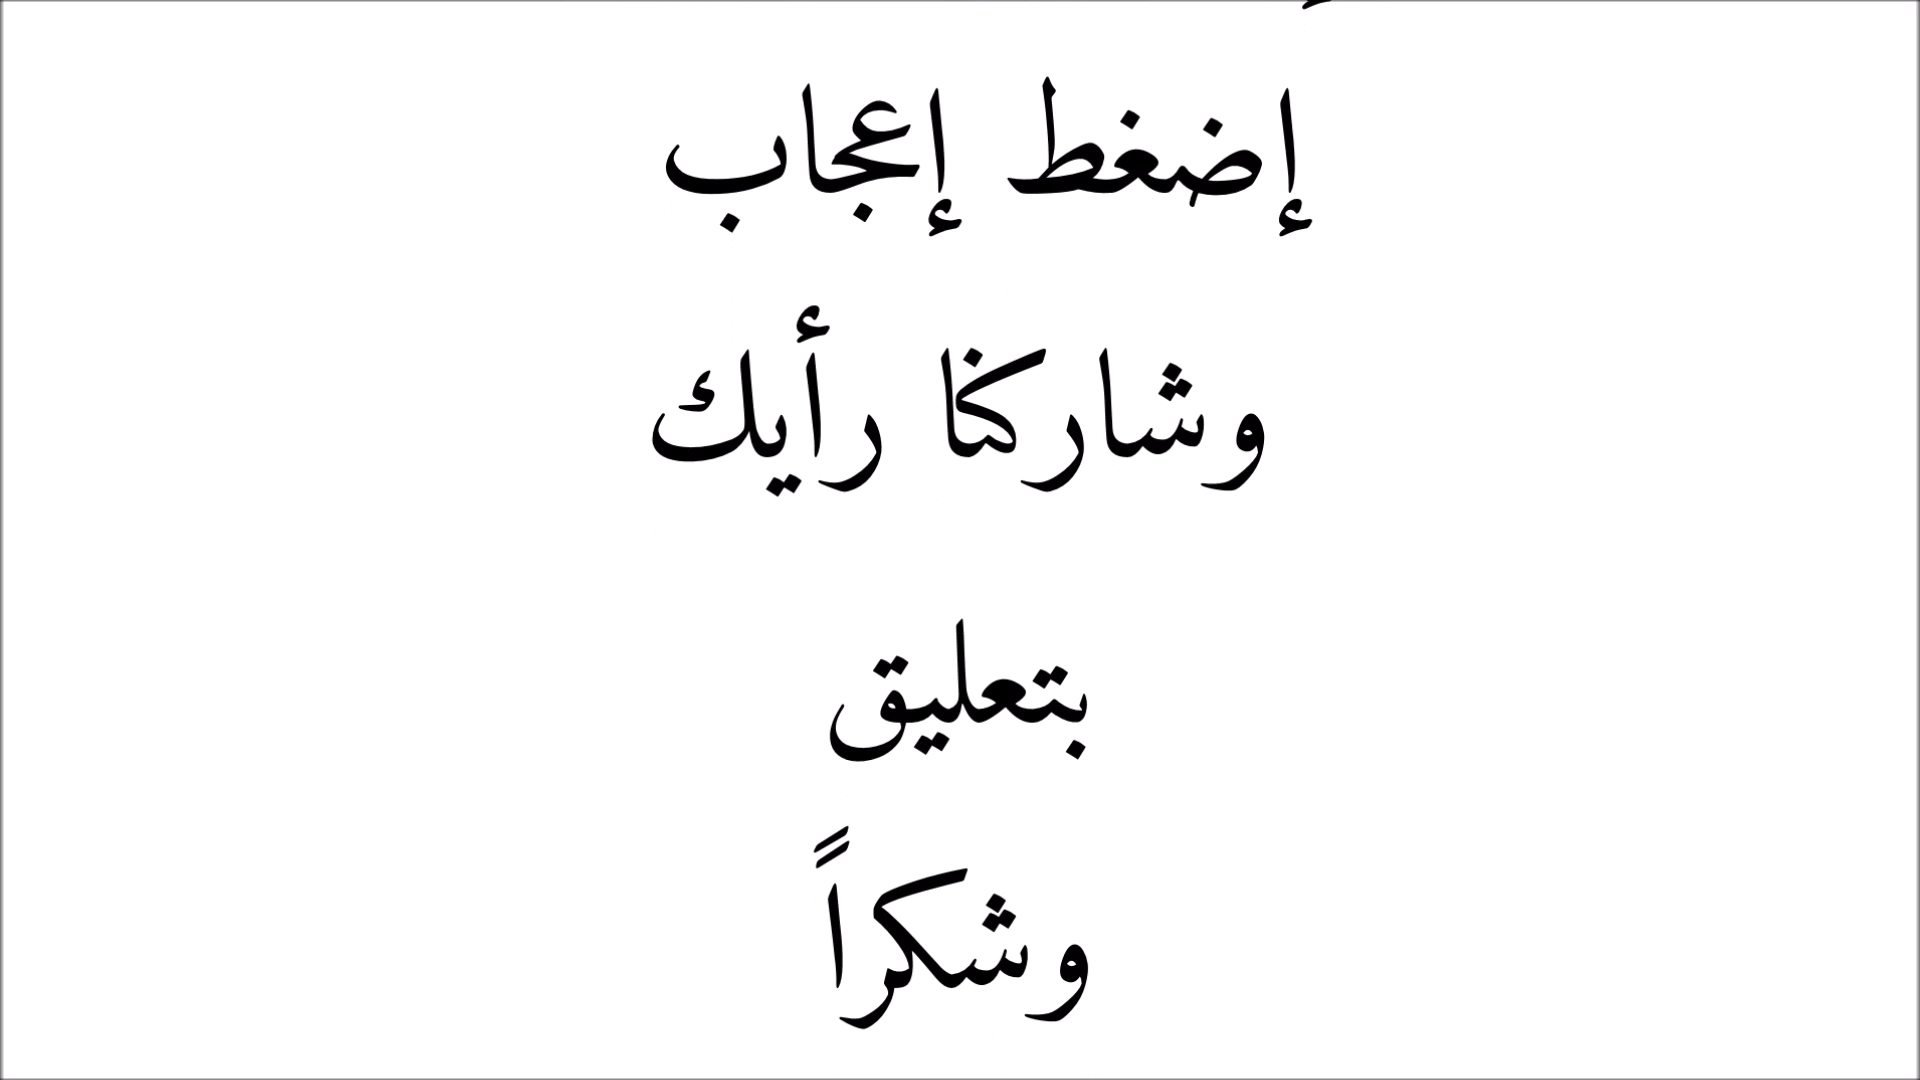 إضغط إعجاب
وشاركنا رأيك
بتعليق
وشكراً